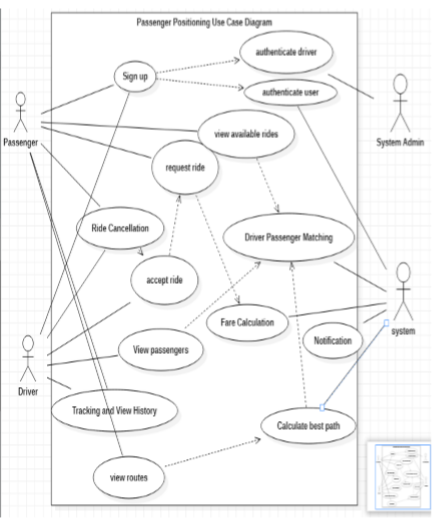 Passenger Positioning Use Case Diagram
authenticate driver
Sign up
authenticate user
Passenger
System Admin
view available rides
request ride
Ride Cancellation
Driver Passenger Matching
accept ride
Fare Calculation
Notification
system
View passengers
Driver
Tracking and View History
Calculate best path
view routes